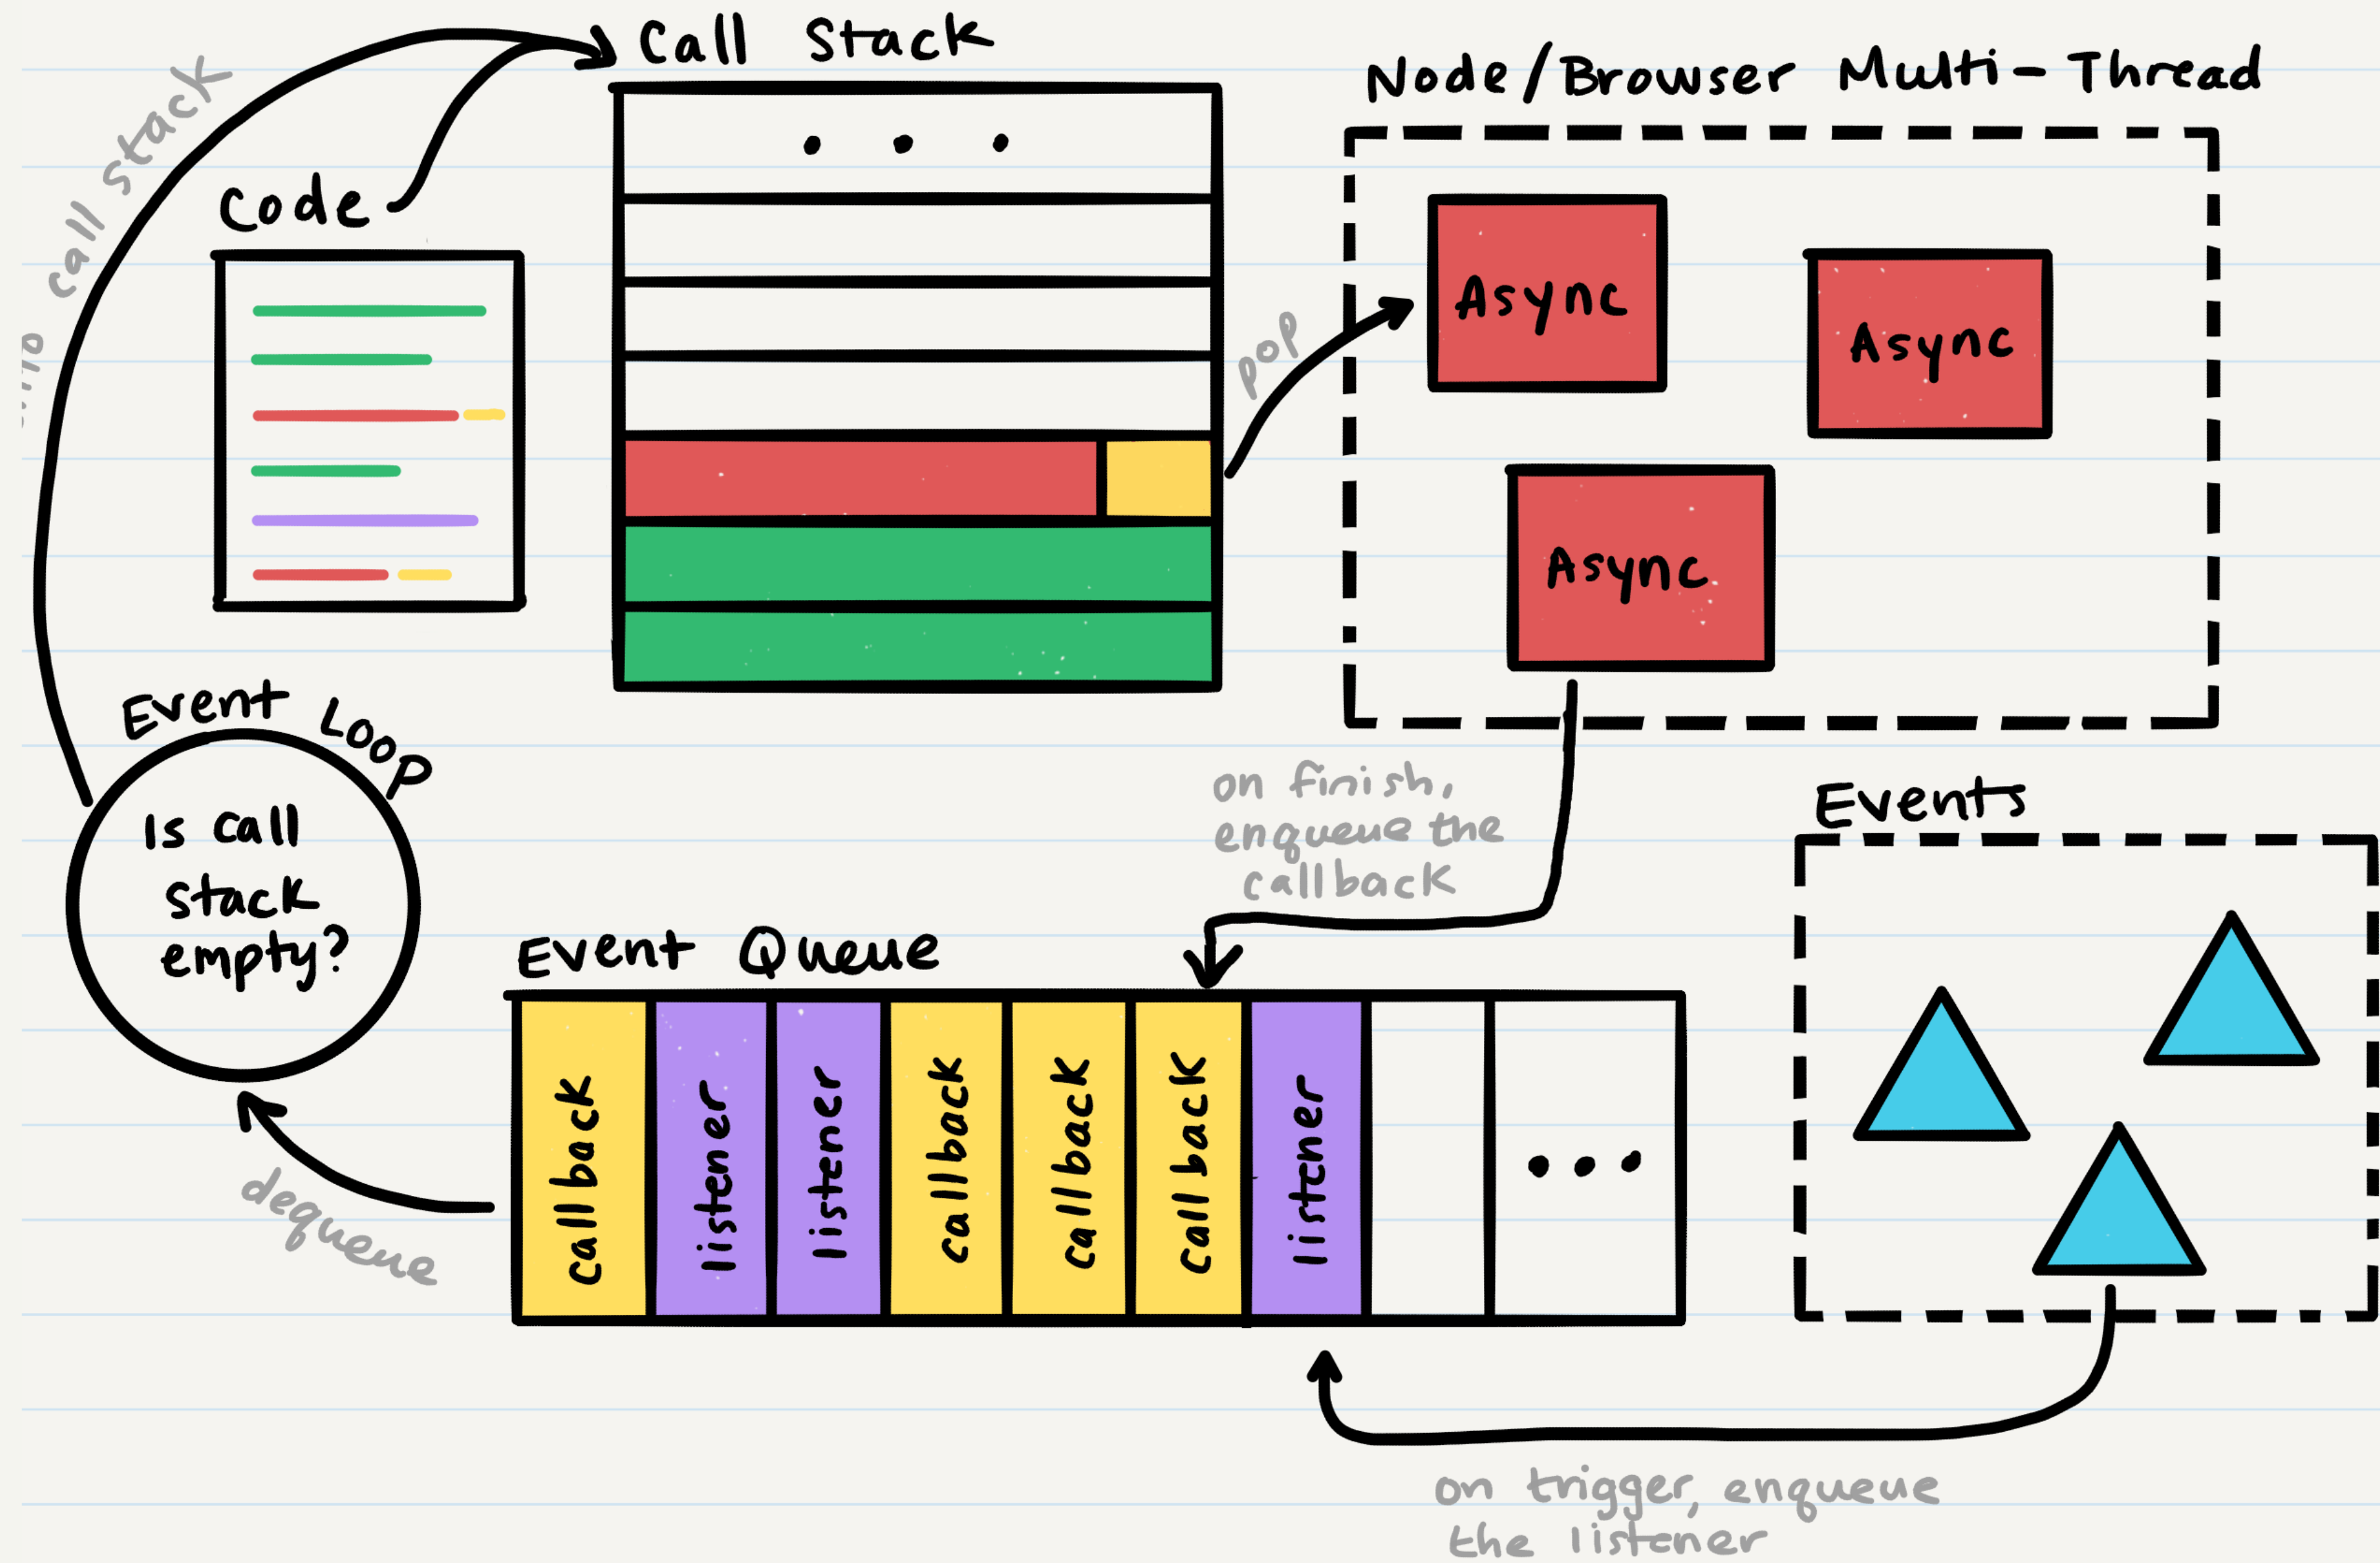 Call Stack
Node/Browser Multi-Thread
call stack
Code
Async
Async
pop
Async
Event Loop
Is call
stack
empty?
on finish,
enqueue the
callback
Events
Event Queue
callback
listener
listener
callback
callback
callback
listener
dequeue
on trigger, enqueue
the listener